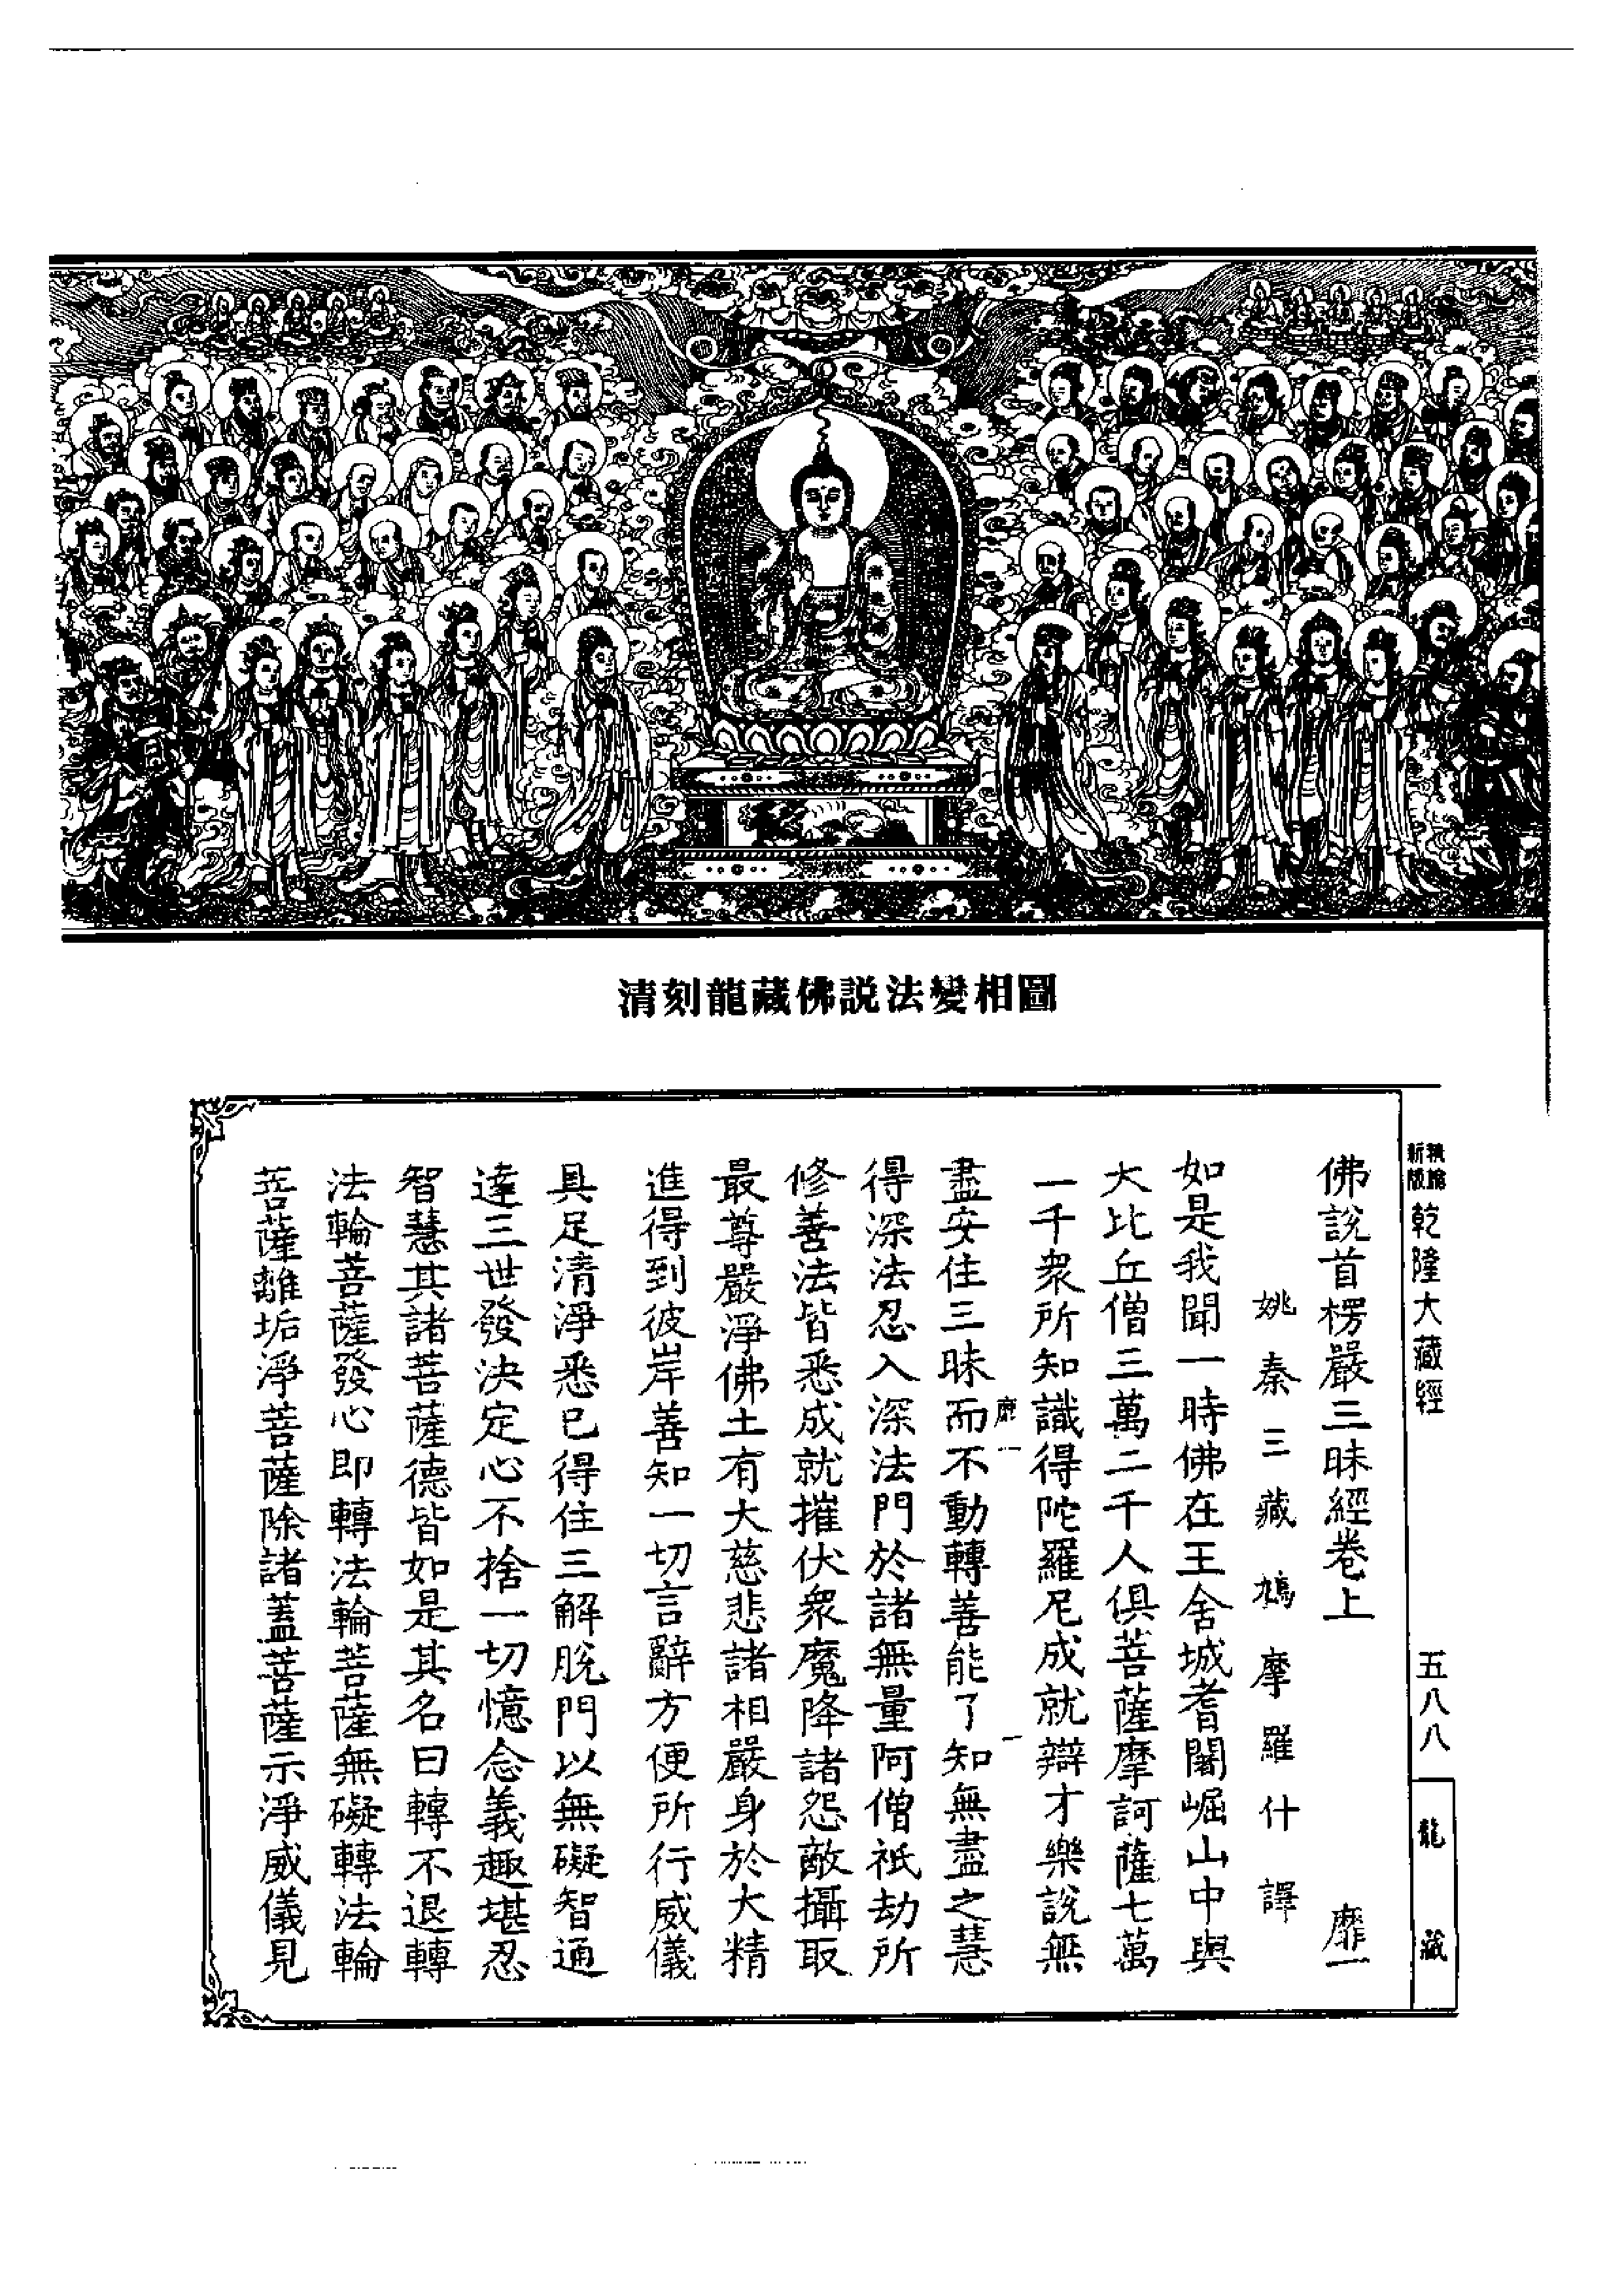 清刻龍藏佛説法變相圖
新版
乾隆大藏經
五八八
龍藏
佛說首楞嚴三昧經卷上 靡一
姚秦三藏鳩摩羅什譯
如是我聞一時佛在王舍城耆闍崛山中與
大比丘僧三萬二千人俱菩薩摩訶薩七萬
二千眾所知識得陀羅尼成就辯才樂說無
盡安住三昧而不動轉善能了知無盡之慧
靡一
一
得深法忍入深法門於諸無量阿僧祇劫所
修善法皆悉成就摧伏眾魔降諸怨敵攝取
最尊嚴淨佛土有大慈悲諸相嚴身於大精
進得到彼岸善知一切言辭方便所行威儀
具足清淨悉已得住三解脫門以無礙智通
達三世發決定心不捨一切憶念義趣堪忍
智慧其諸菩薩德皆如是其名曰轉不退轉
法輪菩薩發心即轉法輪菩薩無礙轉法輪
菩薩離垢淨菩薩除諸蓋菩薩示淨威儀見